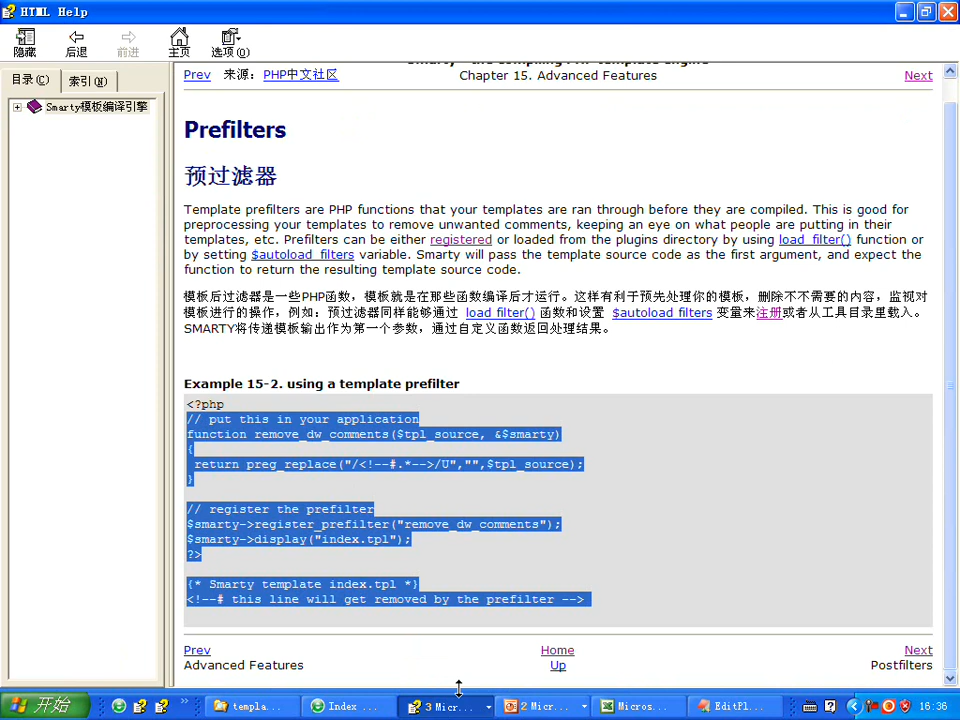 HTML Help
隐藏 后退 前进 主页 选项(O)
目录(C) 索引(N)
Smarty模板编译引擎
Prev 来源: PHP中文社区 Chapter 15. Advanced Features Next
Prefilters
预过滤器
Template prefilters are PHP functions that your templates are ran through before they are compiled. This is good for
preprocessing your templates to remove unwanted comments, keeping an eye on what people are putting in their
templates, etc. Prefilters can be either registered or loaded from the plugins directory by using load_filter() function or
by setting $autoload_filters variable. Smarty will pass the template source code as the first argument, and expect the
function to return the resulting template source code.
模板后过滤器是一些PHP函数，模板就是在那些函数编译后才运行。这样有利于预先处理你的模板，删除不不需要的内容，监视对
模板进行的操作，例如：预过滤器同样能够通过 load filter() 函数和设置 $autoload filters 变量来注册或者从工具目录里载入。
SMARTY将传递模板输出作为第一个参数，通过自定义函数返回处理结果。
Example 15-2. using a template prefilter
<?php
// put this in your application
function remove_dw_comments($tpl_source, &$smarty)
{
return preg_replace("/<!--#.*-->/U","",$tpl_source);
}
// register the prefilter
$smarty->register_prefilter("remove_dw_comments");
$smarty->display("index.tpl");
?>
{* Smarty template index.tpl *}
<!--# this line will get removed by the prefilter -->
Prev Home Next
Advanced Features Up Postfilters
开始 templa... Index ... 3 Micr... 2 Micr... Micros... EditPl... 16:36